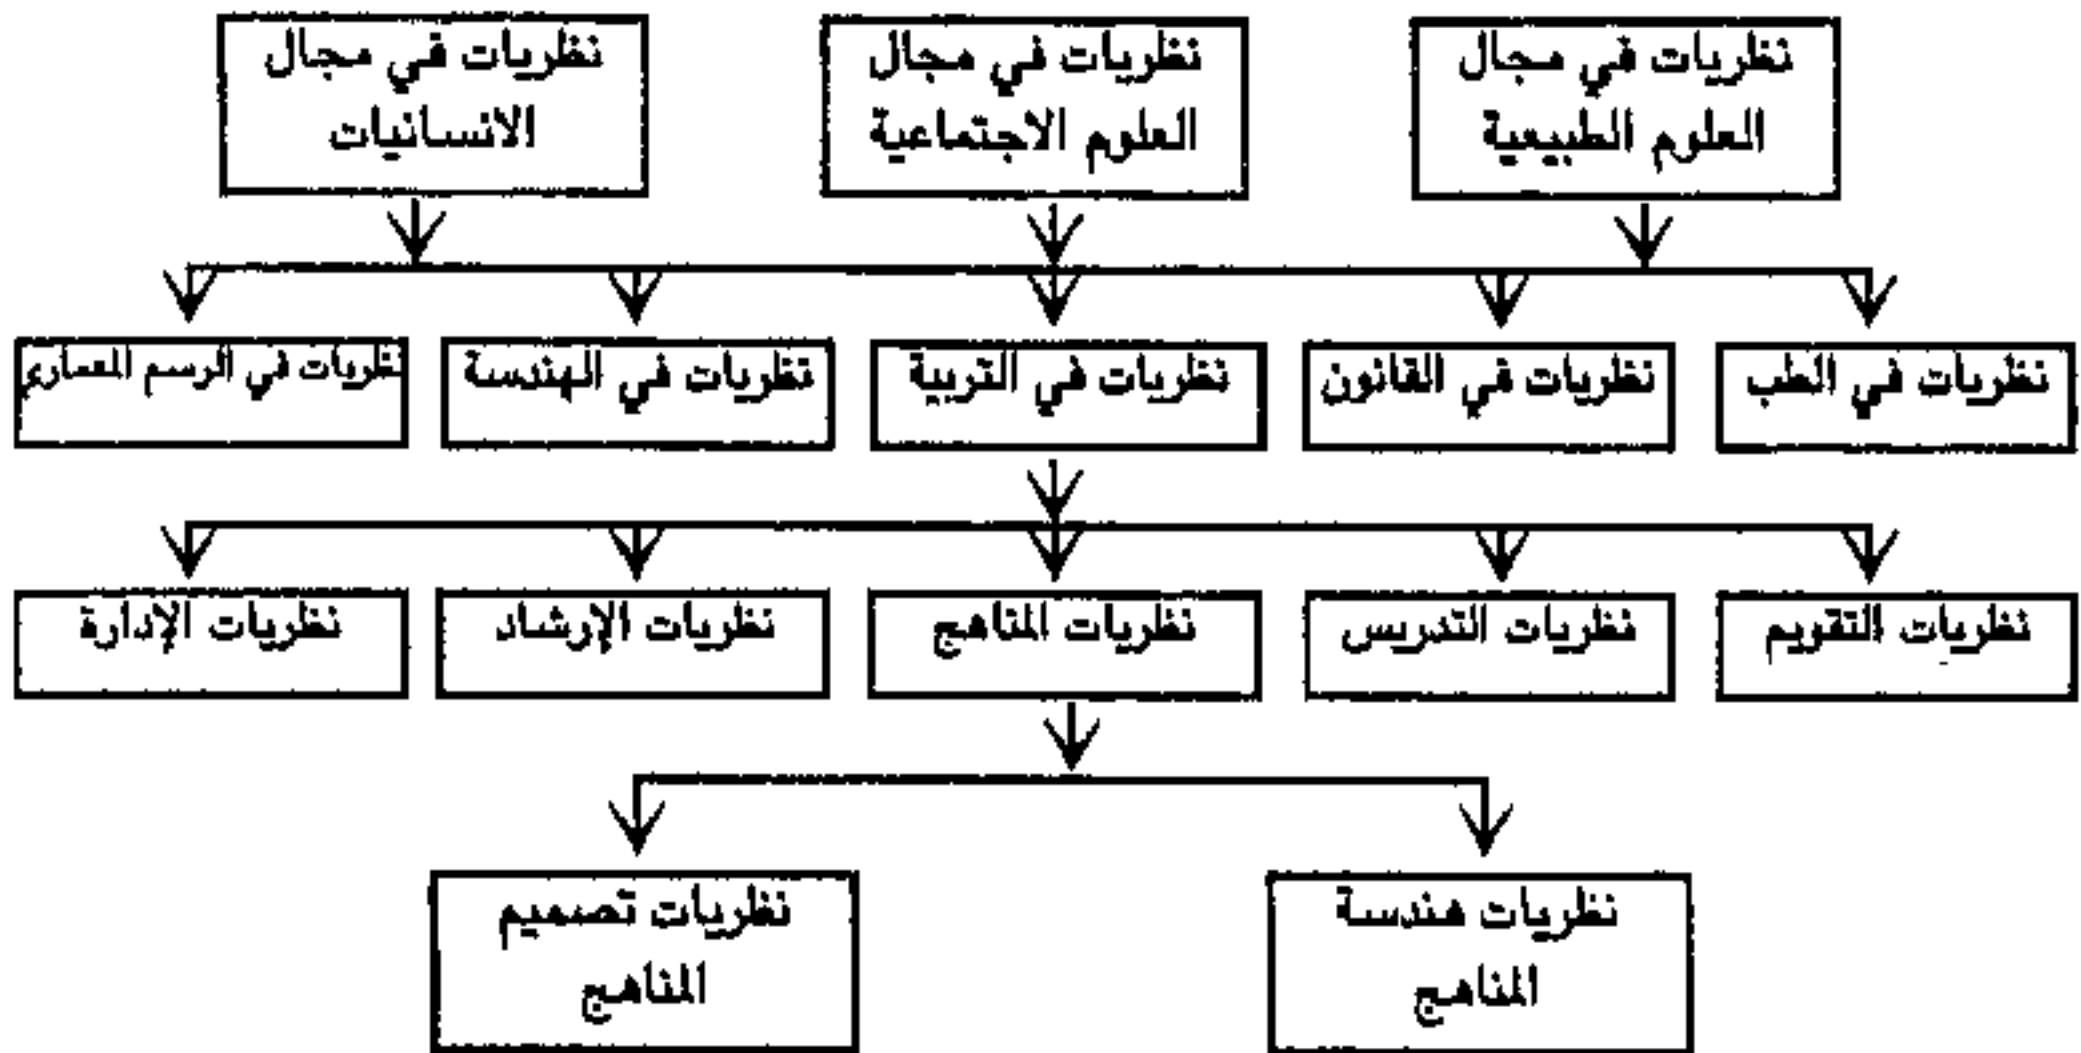 نظريات في مجال
العلوم الطبيعية
نظريات في مجال
العلوم الاجتماعية
نظريات في مجال
الانسانيات
نظريات في الطب
نظريات في القانون
نظريات في التربية
نظريات في الهندسة
نظريات في الرسم المعماري
نظريات التقويم
نظريات التدريس
نظريات المناهج
نظريات الإرشاد
نظريات الإدارة
نظريات هندسة
المناهج
نظريات تصميم
المناهج